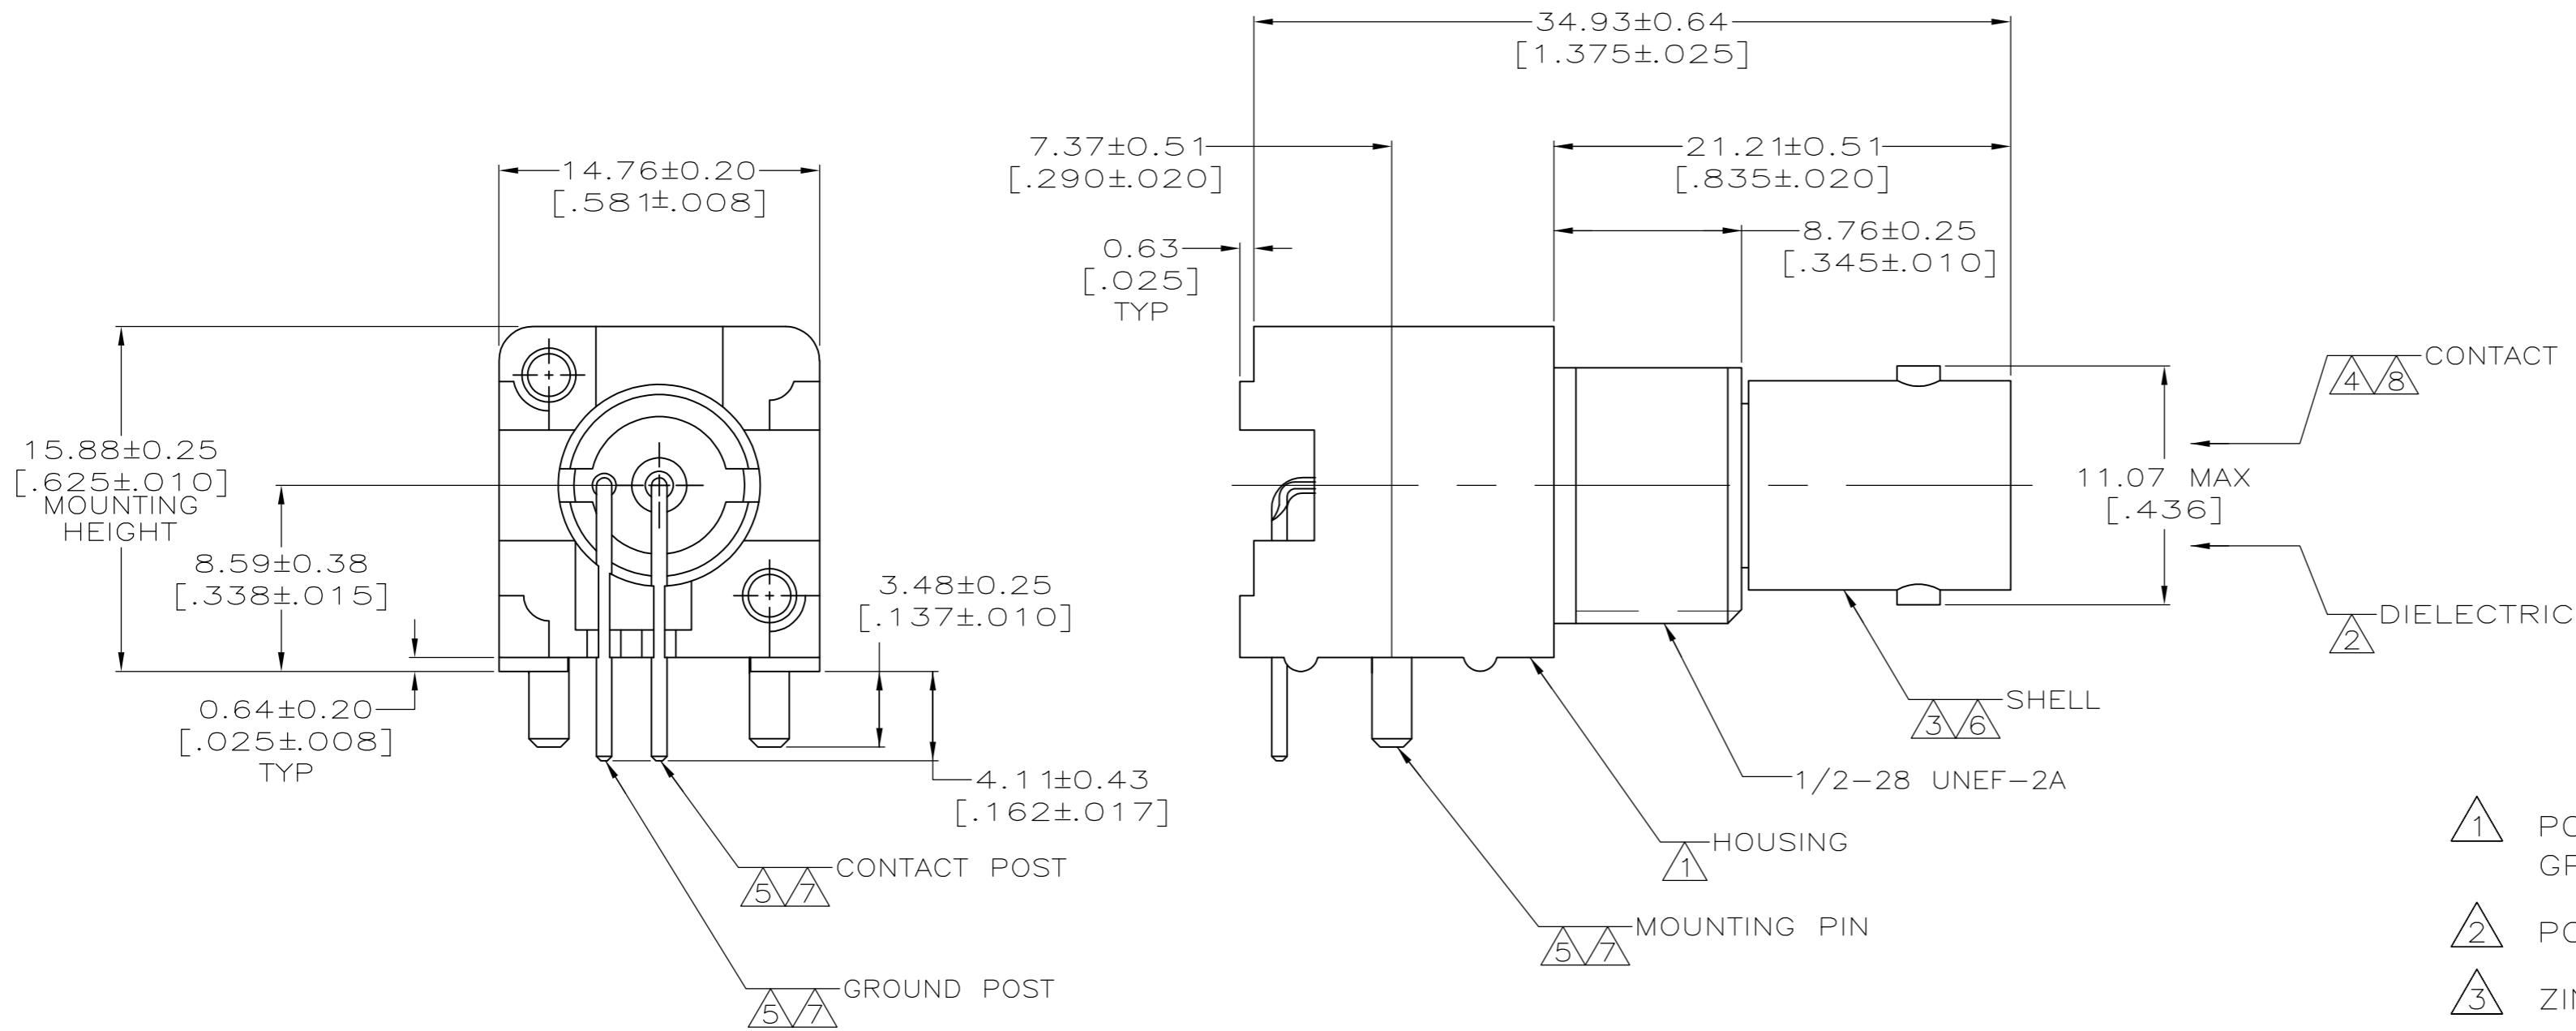 34.93±0.64
[1.375±.025]
7.37±0.51
[.290±.020]
21.21±0.51
[.835±.020]
14.76±0.20
[.581±.008]
0.63
[.025]
TYP
8.76±0.25
[.345±.010]
CONTACT
4 8
15.88±0.25
[.625±.010]
MOUNTING
HEIGHT
11.07 MAX
[.436]
8.59±0.38
[.338±.015]
3.48±0.25
[.137±.010]
DIELECTRIC
2
0.64±0.20
[.025±.008]
TYP
SHELL
3 6
4.11±0.43
[.162±.017]
1/2-28 UNEF-2A
HOUSING
1
CONTACT POST
5 7
MOUNTING PIN
5 7
GROUND POST
5 7
1
2
3